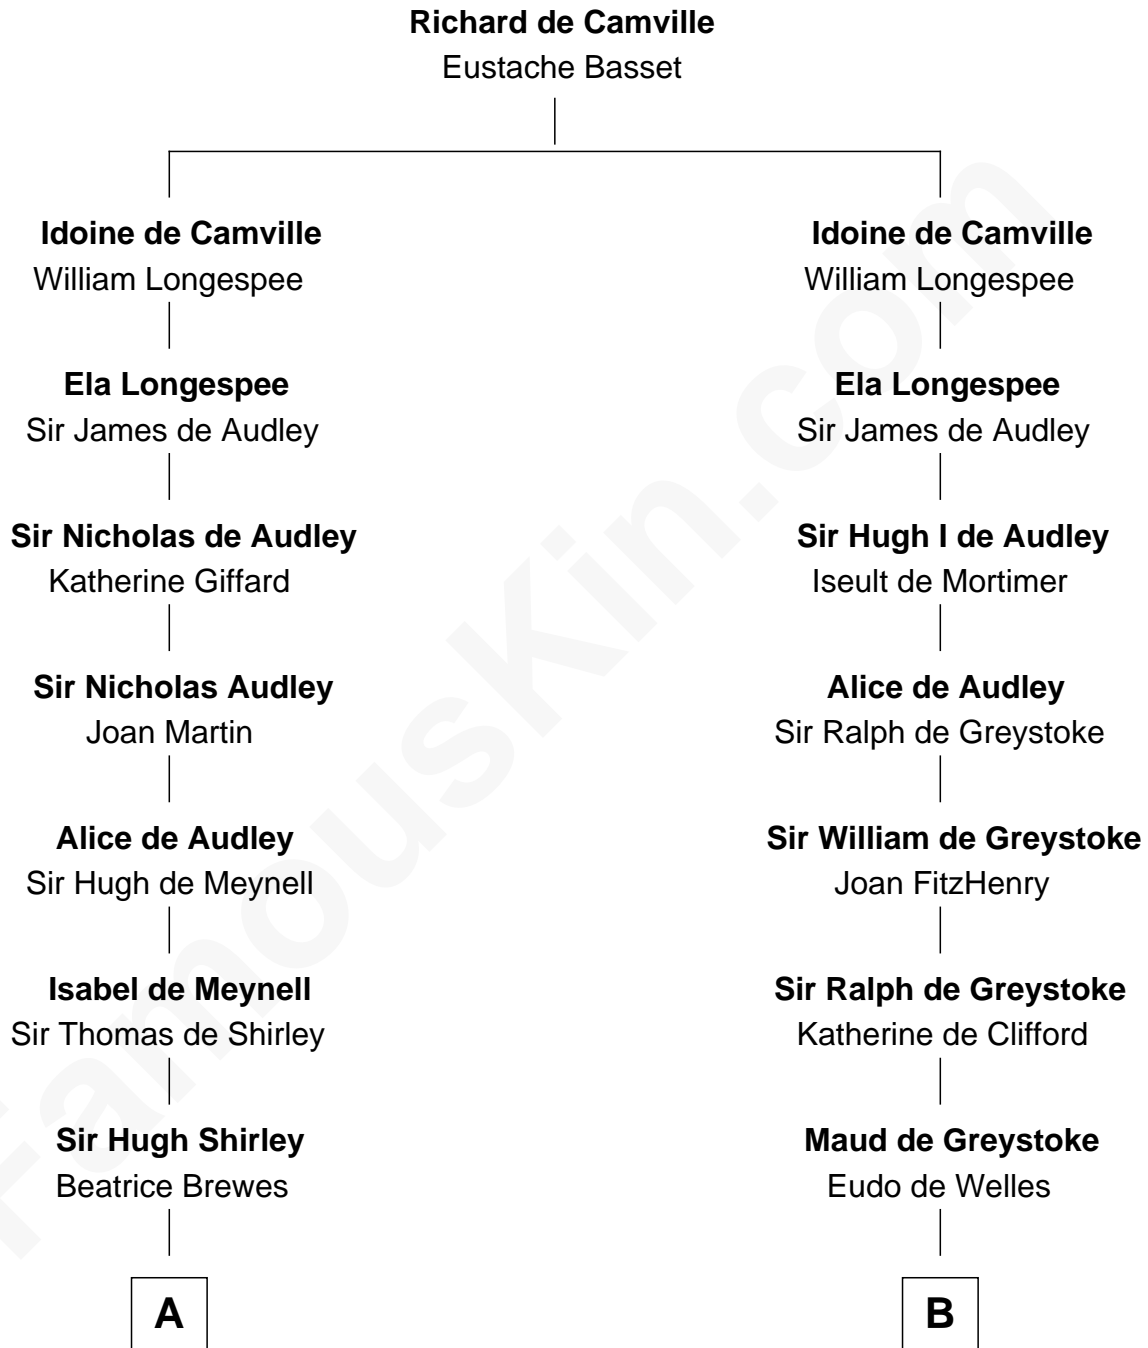 Richard de Camville
Eustache Basset
Idoine de Camville
William Longespee
Ela Longespee
Sir James de Audley
Sir Nicholas de Audley
Katherine Giffard
Sir Nicholas Audley
Joan Martin
Alice de Audley
Sir Hugh de Meynell
Isabel de Meynell
Sir Thomas de Shirley
Sir Hugh Shirley
Beatrice Brewes
A
Idoine de Camville
William Longespee
Ela Longespee
Sir James de Audley
Sir Hugh I de Audley
Iseult de Mortimer
Alice de Audley
Sir Ralph de Greystoke
Sir William de Greystoke
Joan FitzHenry
Sir Ralph de Greystoke
Katherine de Clifford
Maud de Greystoke
Eudo de Welles
B
FamousKin.com